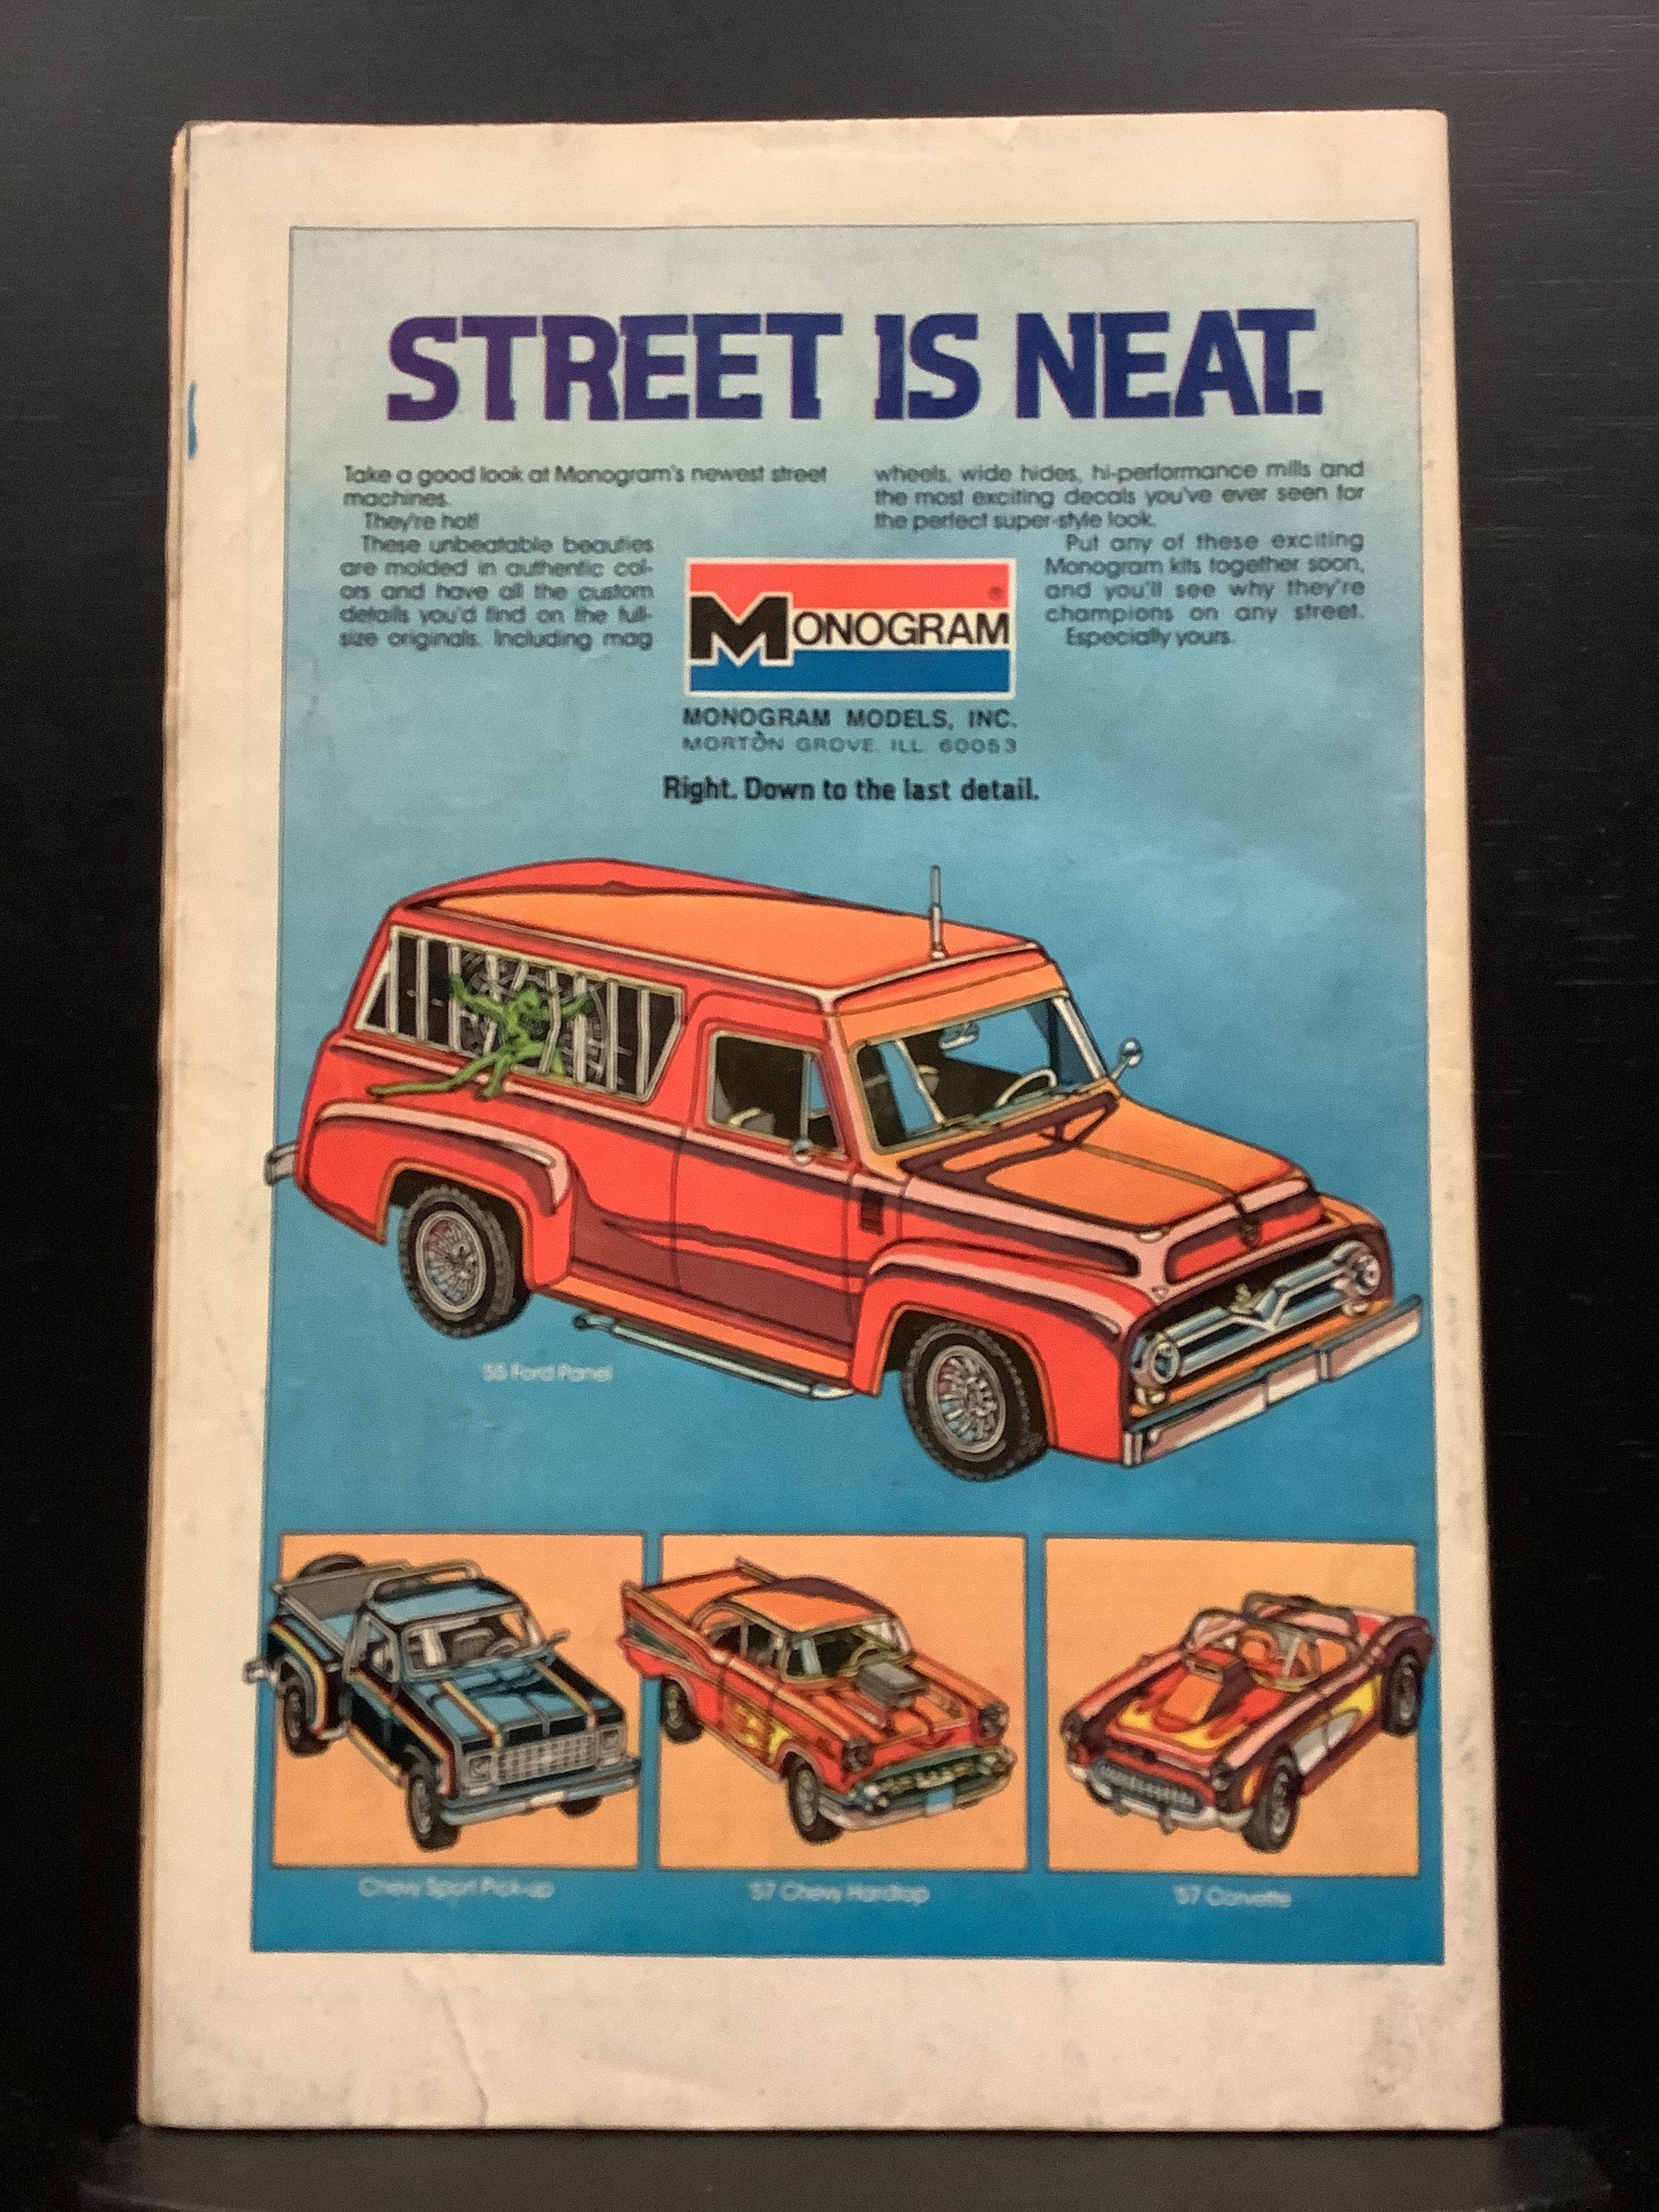 STREET IS NEAT.
Take a good look at Monogram's newest street
machines.
They're hot!
These unbeatable beauties
are molded in authentic col-
ors and have all the custom
details you'd find on the full-
size originals. Including mag
wheels, wide hides, hi-performance mills and
the most exciting decals you've ever seen for
the perfect super-style look.
Put any of these exciting
Monogram kits together soon,
and you'll see why they're
champions on any street.
Especially yours.
MONOGRAM ®
MONOGRAM MODELS, INC.
MORTON GROVE, ILL. 60053
Right. Down to the last detail.
'55 Ford Panel
Chevy Sport Pick-up
'57 Chevy Hardtop
'57 Corvette